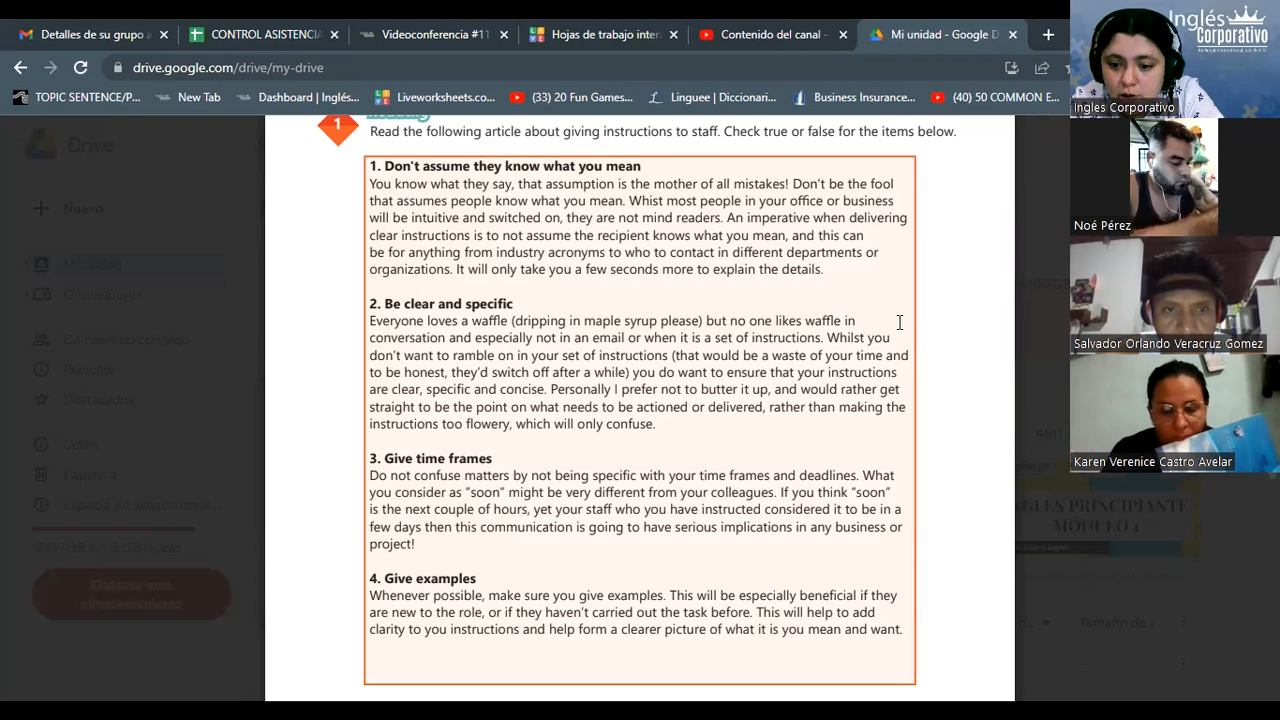 Detalles de su grupo a
CONTROL ASISTENCIA
Videoconferencia #11
Hojas de trabajo inter
Contenido del canal -
Mi unidad - Google D
drive.google.com/drive/my-drive
TOPIC SENTENCE/P...
New Tab
Dashboard | Inglés...
Liveworksheets.co...
(33) 20 Fun Games...
Linguee | Diccionari...
Business Insurance...
(40) 50 COMMON E...
Inglés
Corporativo
Ingles Corporativo
Noé Pérez
Salvador Orlando Veracruz Gomez
Karen Verenice Castro Avelar
Drive
Nuevo
1
Read the following article about giving instructions to staff. Check true or false for the items below.
1. Don't assume they know what you mean
You know what they say, that assumption is the mother of all mistakes! Don't be the fool
that assumes people know what you mean. Whist most people in your office or business
will be intuitive and switched on, they are not mind readers. An imperative when delivering
clear instructions is to not assume the recipient knows what you mean, and this can
be for anything from industry acronyms to who to contact in different departments or
organizations. It will only take you a few seconds more to explain the details.
2. Be clear and specific
Everyone loves a waffle (dripping in maple syrup please) but no one likes waffle in
conversation and especially not in an email or when it is a set of instructions. Whilst you
don't want to ramble on in your set of instructions (that would be a waste of your time and
to be honest, they'd switch off after a while) you do want to ensure that your instructions
are clear, specific and concise. Personally I prefer not to butter it up, and would rather get
straight to be the point on what needs to be actioned or delivered, rather than making the
instructions too flowery, which will only confuse.
3. Give time frames
Do not confuse matters by not being specific with your time frames and deadlines. What
you consider as “soon” might be very different from your colleagues. If you think “soon”
is the next couple of hours, yet your staff who you have instructed considered it to be in a
few days then this communication is going to have serious implications in any business or
project!
4. Give examples
Whenever possible, make sure you give examples. This will be especially beneficial if they
are new to the role, or if they haven't carried out the task before. This will help to add
clarity to you instructions and help form a clearer picture of what it is you mean and want.